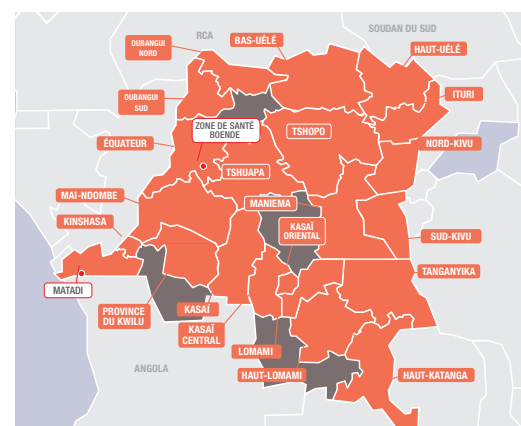 RCA
SOUDAN DU SUD
OUBANGUI
NORD
BAS-UÉLÉ
HAUT-UÉLÉ
ITURI
OUBANGUI
SUD
ZONE DE SANTÉ
BOENDE
TSHOPO
ÉQUATEUR
NORD-KIVU
TSHUAPA
MAI-NDOMBE
MANIEMA
KINSHASA
KASAÏ
ORIENTAL
SUD-KIVU
TANGANYIKA
MATADI
PROVINCE
DU KWILU
KASAÏ
KASAÏ
CENTRAL
LOMAMI
ANGOLA
HAUT-LOMAMI
HAUT-KATANGA